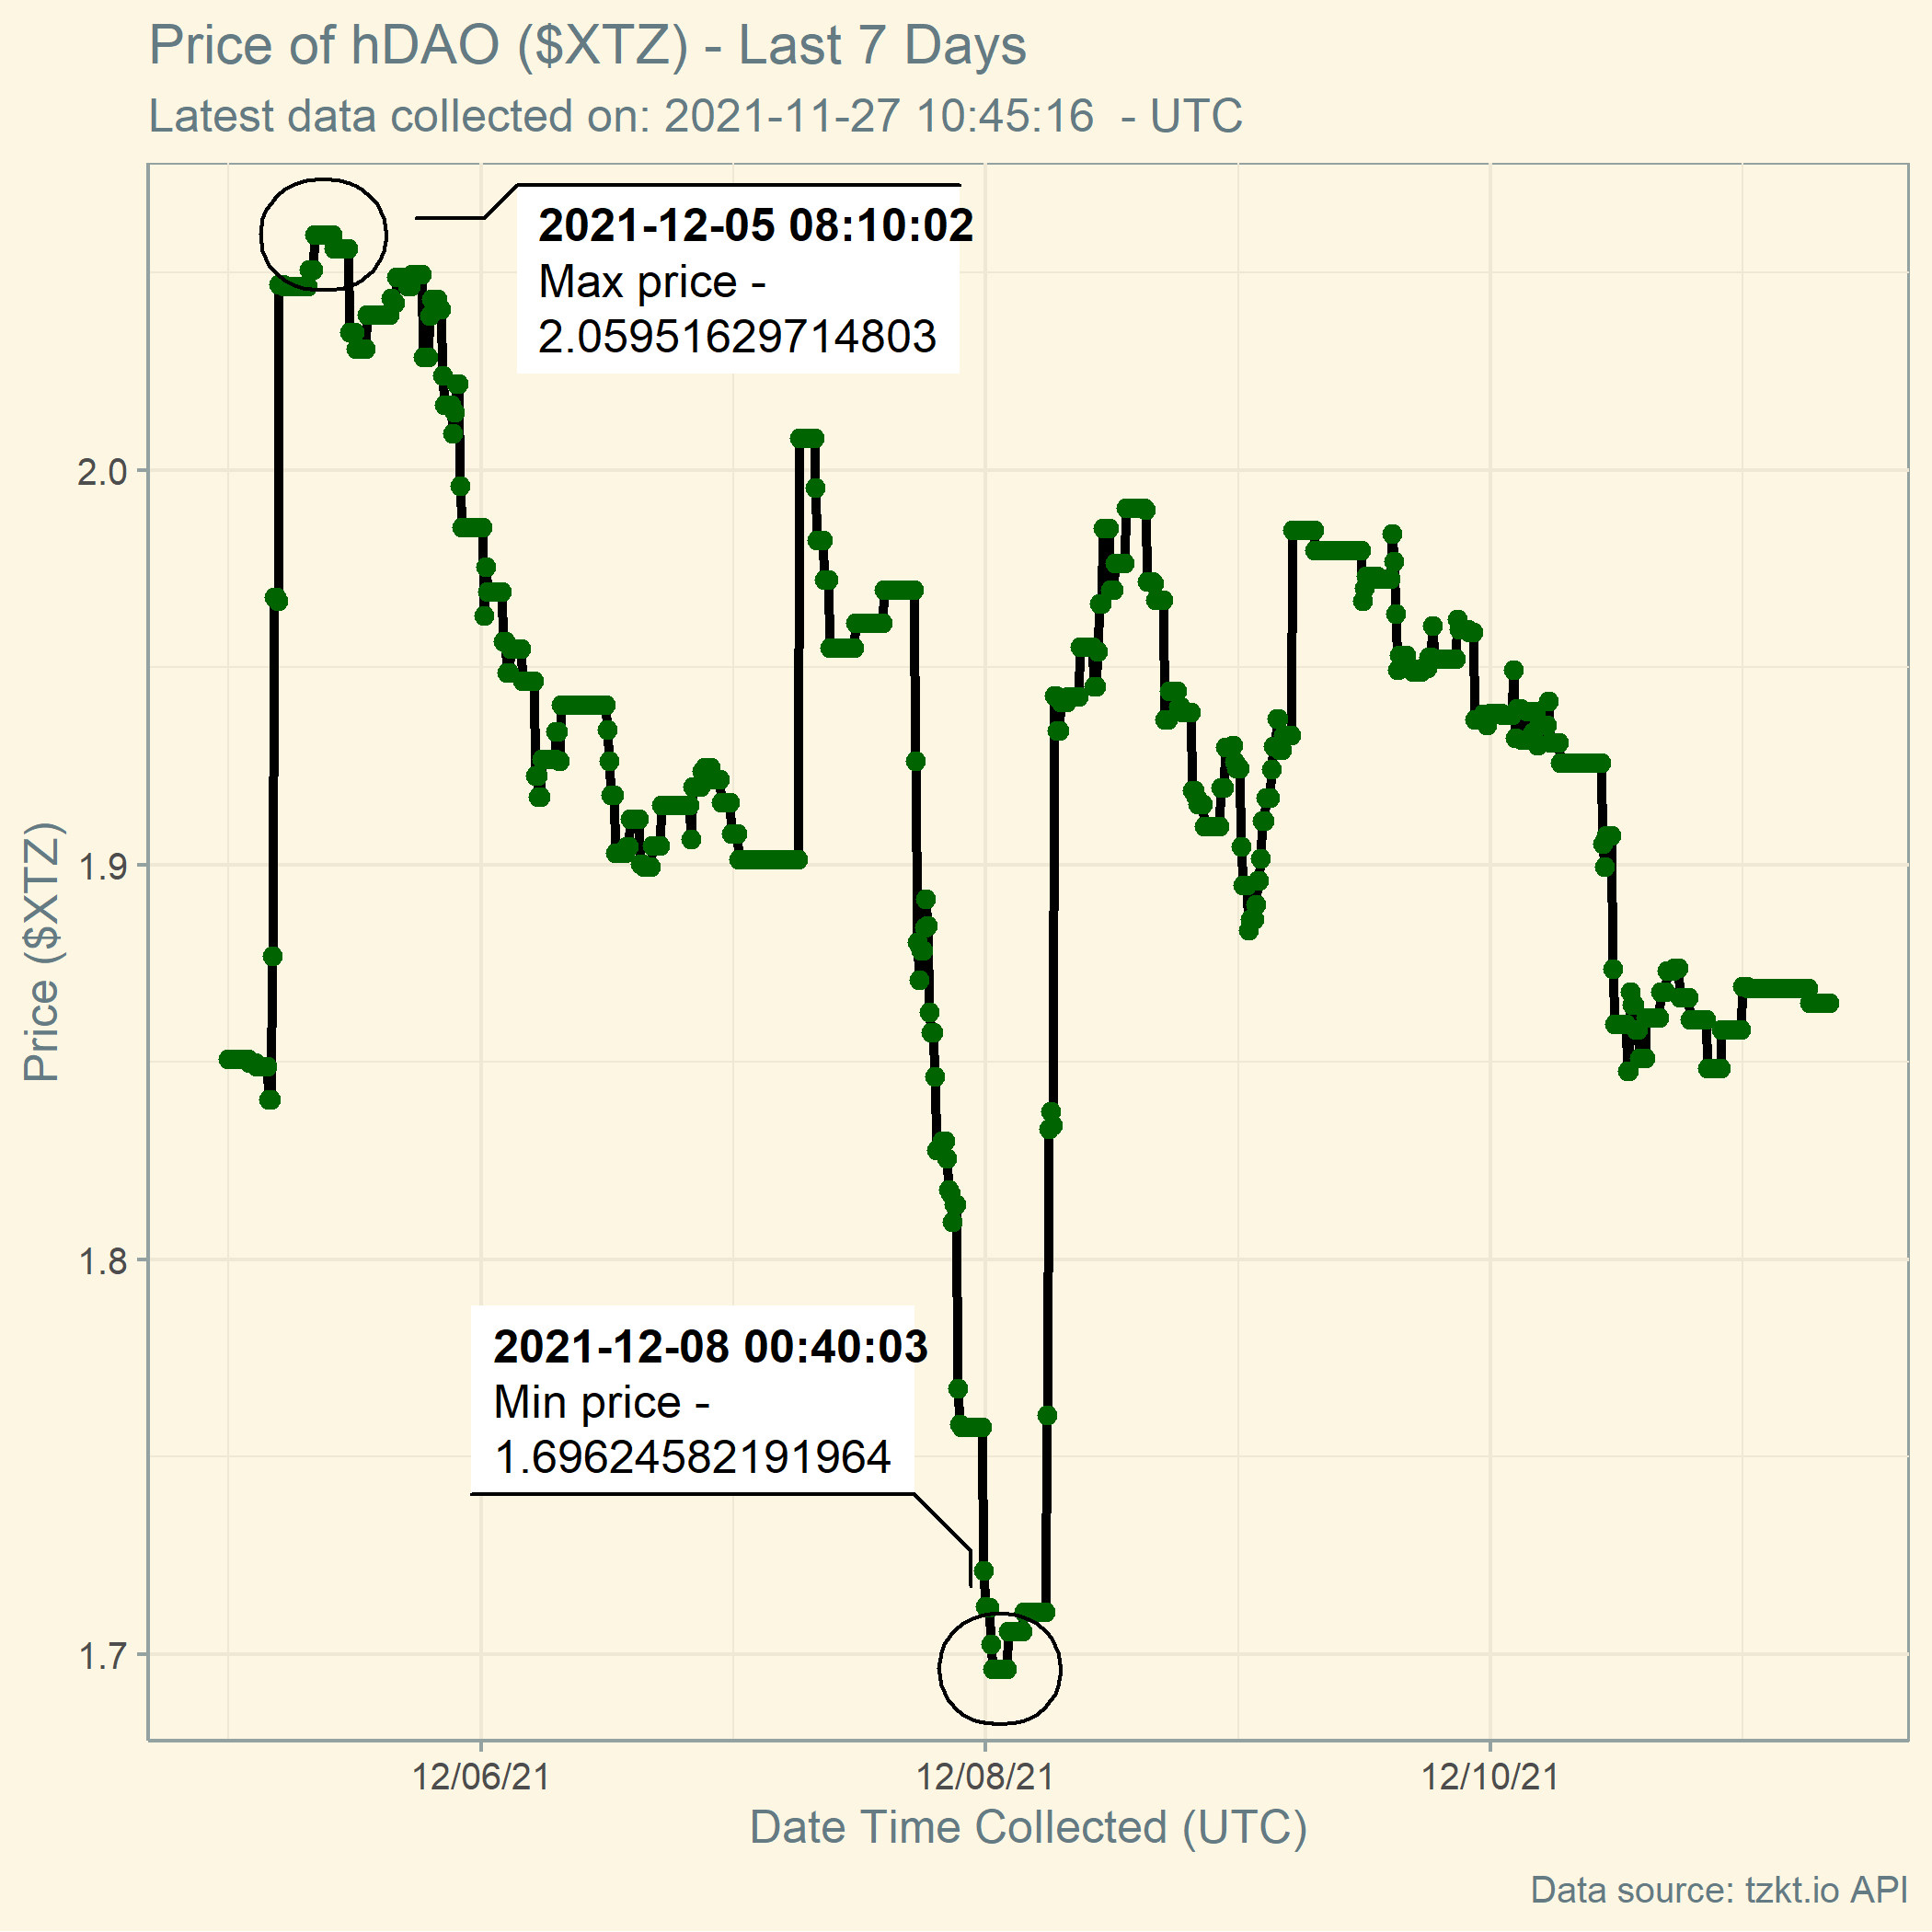 Price of hDAO ($XTZ) - Last 7 Days
Latest data collected on: 2021-11-27 10:45:16  - UTC
2021-12-05 08:10:02
Max price -
2.05951629714803
2.0
1.9
1.8
1.7
Price ($XTZ)
2021-12-08 00:40:03
Min price -
1.69624582191964
12/06/21
12/08/21
12/10/21
Date Time Collected (UTC)
Data source: tzkt.io API